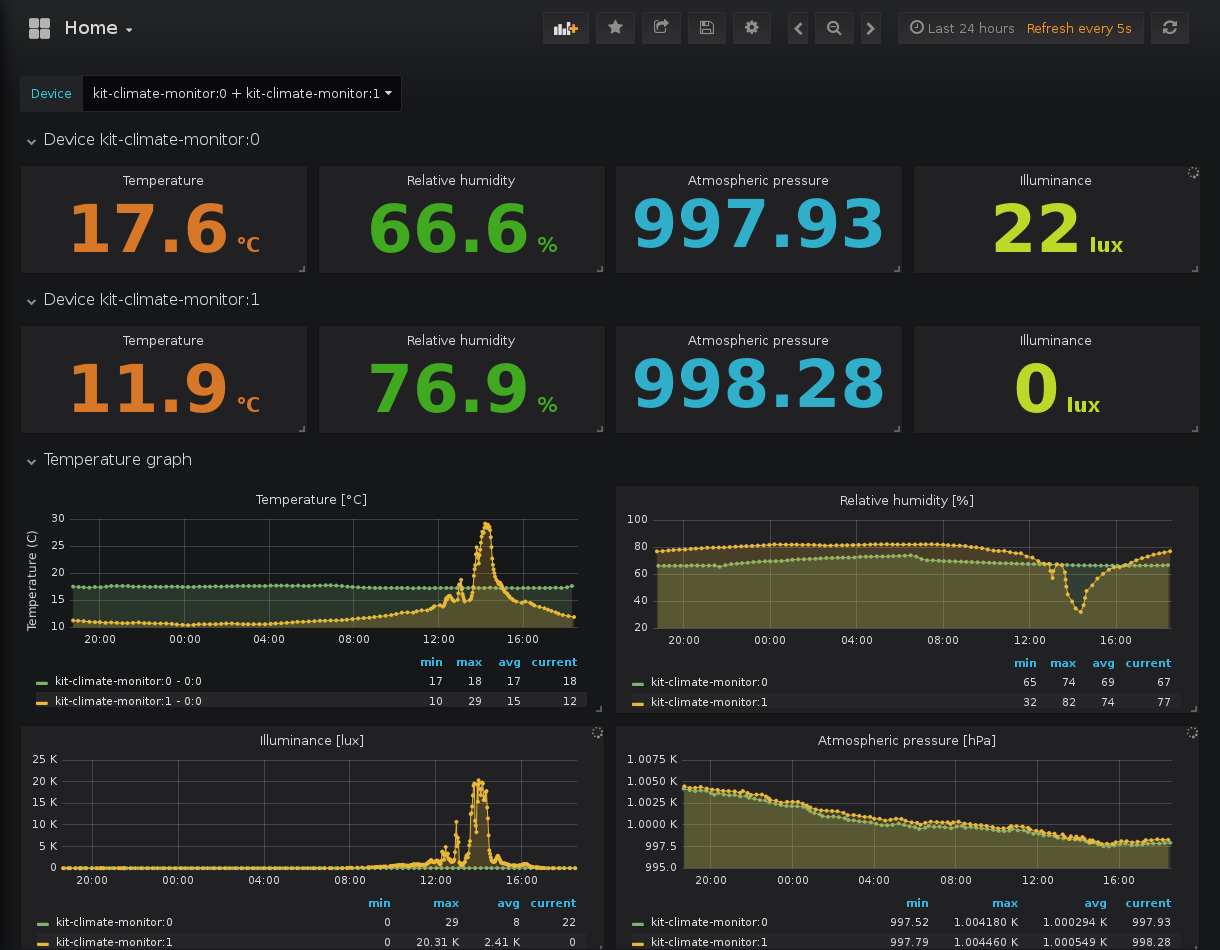 Home
Last 24 hours Refresh every 5s
Device kit-climate-monitor:0 + kit-climate-monitor:1
Device kit-climate-monitor:0
Temperature Relative humidity Atmospheric pressure Illuminance
17.6 °C 66.6 % 997.93 22 lux
Device kit-climate-monitor:1
Temperature Relative humidity Atmospheric pressure Illuminance
11.9 °C 76.9 % 998.28 0 lux
Temperature graph
Temperature [°C]
Temperature (C)
30
25
20
15
10
20:00 00:00 04:00 08:00 12:00 16:00
min max avg current
kit-climate-monitor:0 - 0:0 17 18 17 18
kit-climate-monitor:1 - 0:0 10 29 15 12
Relative humidity [%]
100
80
60
40
20
20:00 00:00 04:00 08:00 12:00 16:00
min max avg current
kit-climate-monitor:0 65 74 69 67
kit-climate-monitor:1 32 82 74 77
Illuminance [lux]
25 K
20 K
15 K
10 K
5 K
0
20:00 00:00 04:00 08:00 12:00 16:00
min max avg current
kit-climate-monitor:0 0 29 8 22
kit-climate-monitor:1 0 20.31 K 2.41 K 0
Atmospheric pressure [hPa]
1.0075 K
1.0050 K
1.0025 K
1.0000 K
997.5
995.0
20:00 00:00 04:00 08:00 12:00 16:00
min max avg current
kit-climate-monitor:0 997.52 1.004180 K 1.000294 K 997.93
kit-climate-monitor:1 997.79 1.004460 K 1.000549 K 998.28